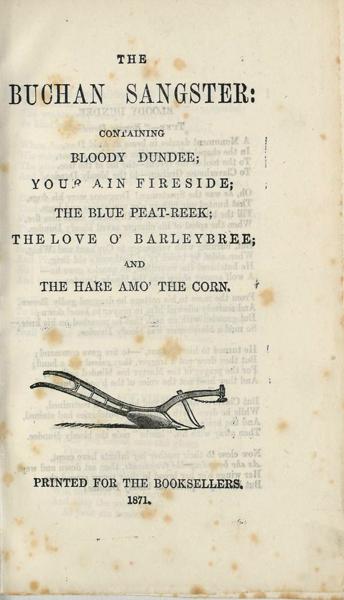 THE
BUCHAN SANGSTER:
CONTAINING
BLOODY DUNDEE;
YOUR AIN FIRESIDE;
THE BLUE PEAT-REEK;
THE LOVE O' BARLEYBREE;
AND
THE HARE AMO' THE CORN.
PRINTED FOR THE BOOKSELLERS.
1871.